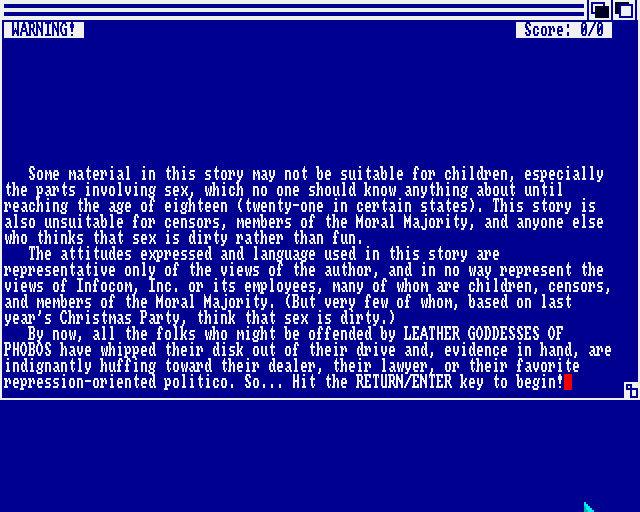 WARNING! Score: 0/0
Some material in this story may not be suitable for children, especially
the parts involving sex, which no one should know anything about until
reaching the age of eighteen (twenty-one in certain states). This story is
also unsuitable for censors, members of the Moral Majority, and anyone else
who thinks that sex is dirty rather than fun.
The attitudes expressed and language used in this story are
representative only of the views of the author, and in no way represent the
views of Infocom, Inc. or its employees, many of whom are children, censors,
and members of the Moral Majority. (But very few of whom, based on last
year's Christmas Party, think that sex is dirty.)
By now, all the folks who might be offended by LEATHER GODDESSES OF
PHOBOS have whipped their disk out of their drive and, evidence in hand, are
indignantly huffing toward their dealer, their lawyer, or their favorite
repression-oriented politico. So... Hit the RETURN/ENTER key to begin!